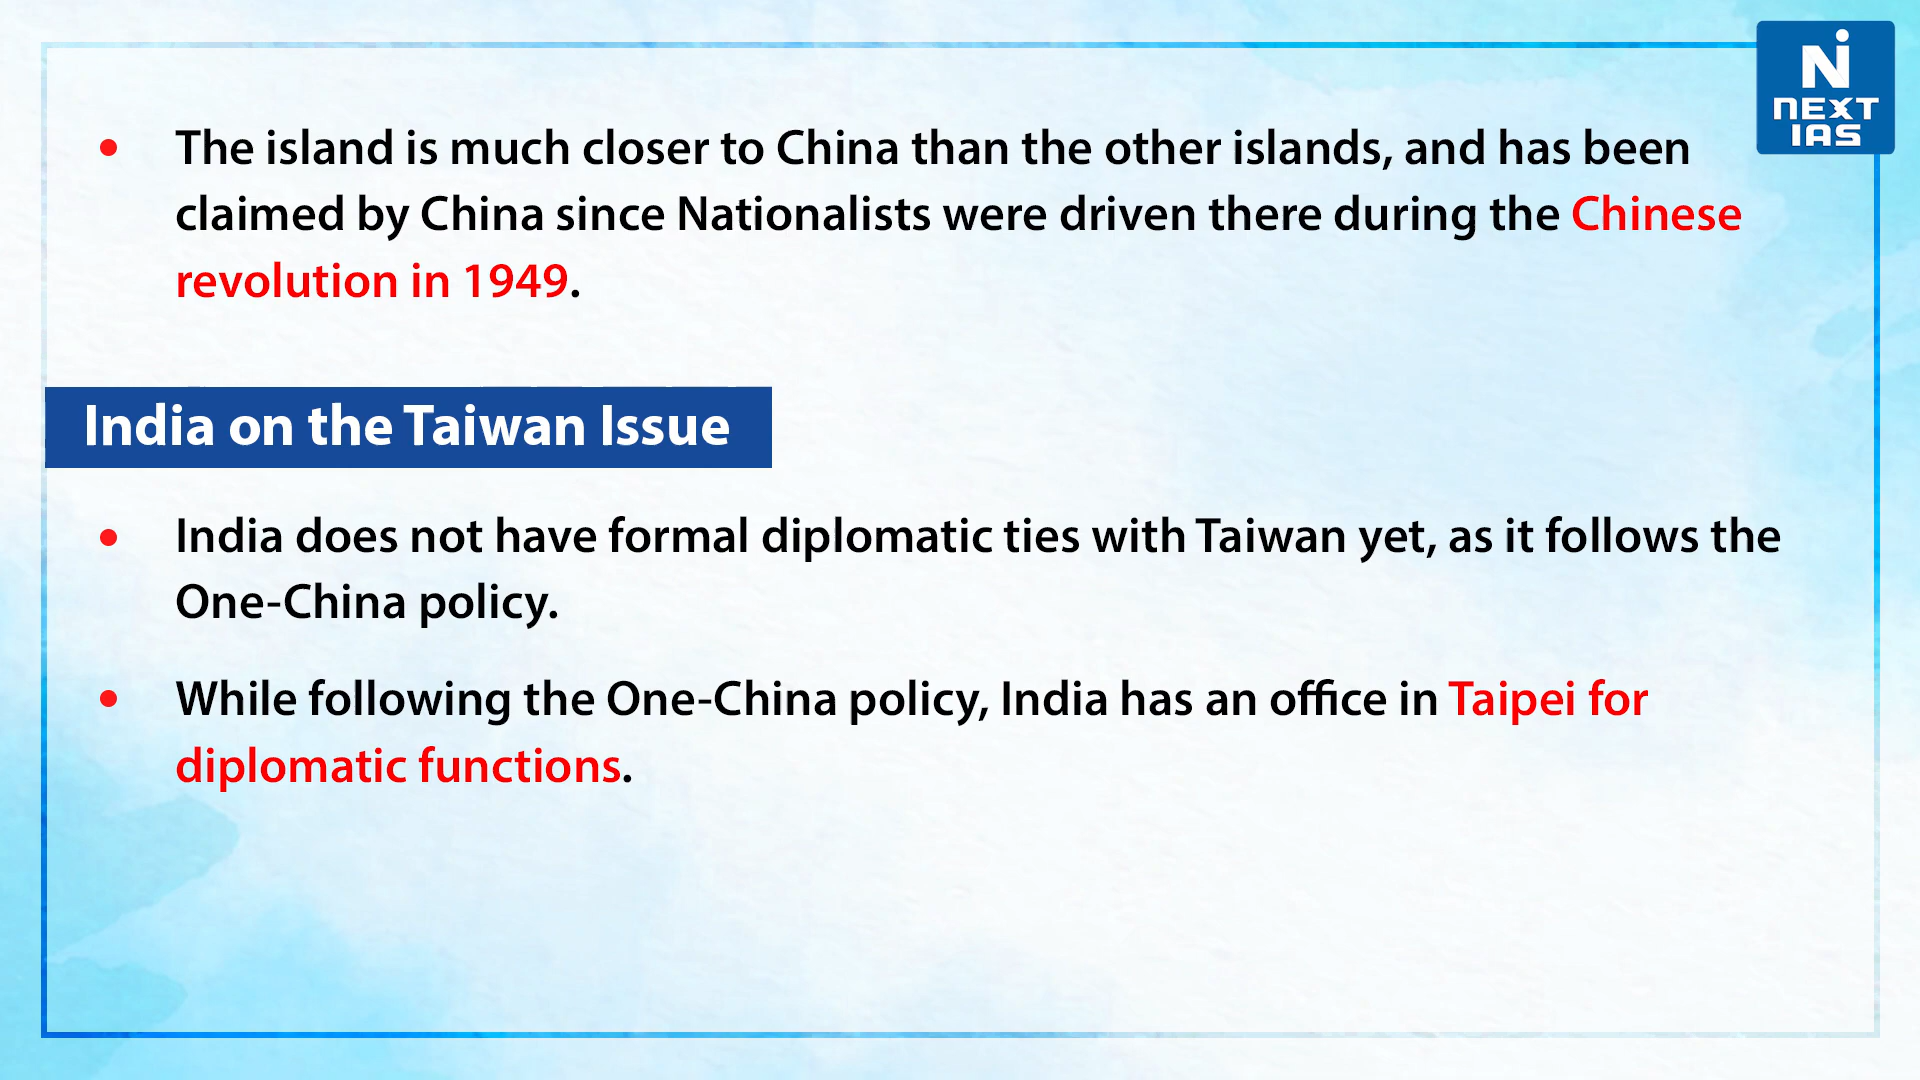 NEXT
IAS
• The island is much closer to China than the other islands, and has been
claimed by China since Nationalists were driven there during the Chinese
revolution in 1949.
India on the Taiwan Issue
• India does not have formal diplomatic ties with Taiwan yet, as it follows the
One-China policy.
• While following the One-China policy, India has an office in Taipei for
diplomatic functions.